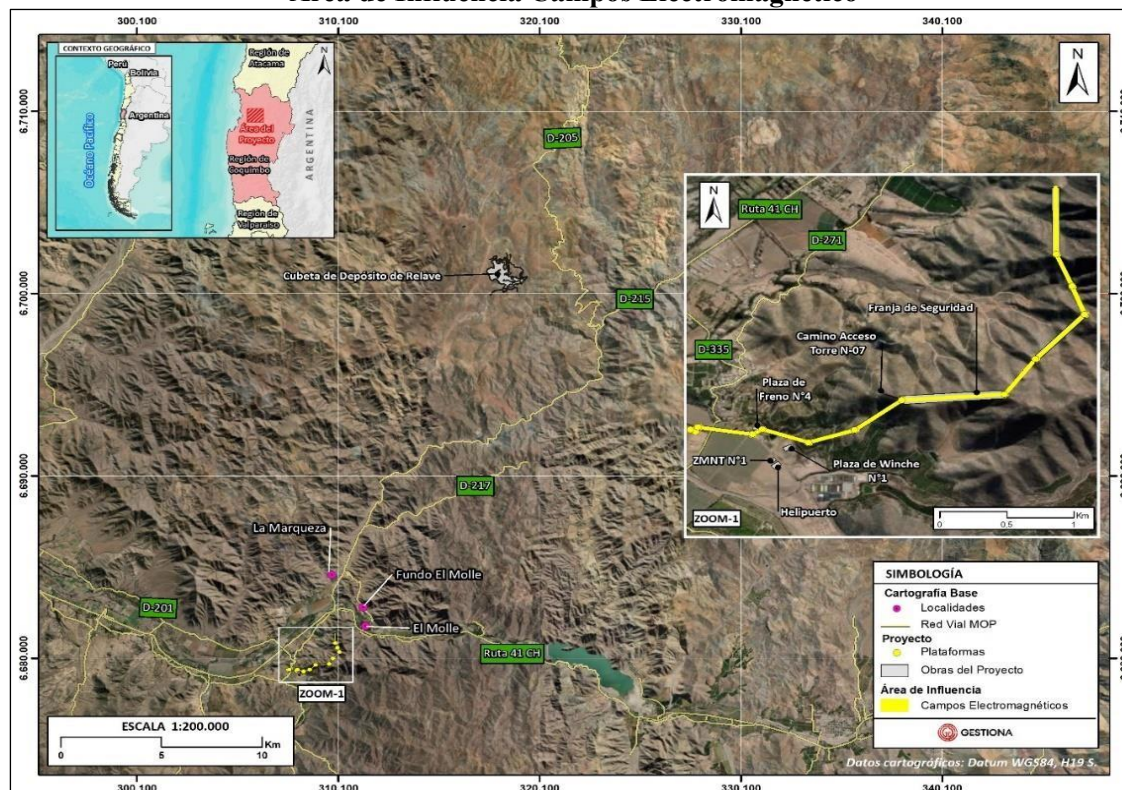 Área de Influencia Campos Electromagnético
300.100
310.100
320.100
330.100
340.100
CONTEXTO GEOGRÁFICO
Perú
Bolivia
Argentina
Océano Pacífico
N
Región de
Atacama
Área del
Proyecto
Región de
Coquimbo
Región de
Valparaíso
ARGENTINA
N
6.710.000
6.700.000
6.690.000
6.680.000
D-205
Cubeta de Depósito de Relave
D-215
D-217
La Marqueza
Fundo El Molle
El Molle
D-201
Ruta 41 CH
ZOOM-1
N
Ruta 41 CH
D-271
Franja de Seguridad
Camino Acceso
Torre N-07
D-335
Plaza de
Freno N°4
ZMNT N°1
Plaza de Winche
N°1
Helipuerto
ZOOM-1
0
0,5
1
Km
ESCALA 1:200.000
0
5
10
Km
SIMBOLOGÍA
Cartografía Base
Localidades
Red Vial MOP
Proyecto
Plataformas
Obras del Proyecto
Área de Influencia
Campos Electromagnéticos
GESTIONA
Datos cartográficos: Datum WGS84, H19 S.
300.100
310.100
320.100
330.100
340.100